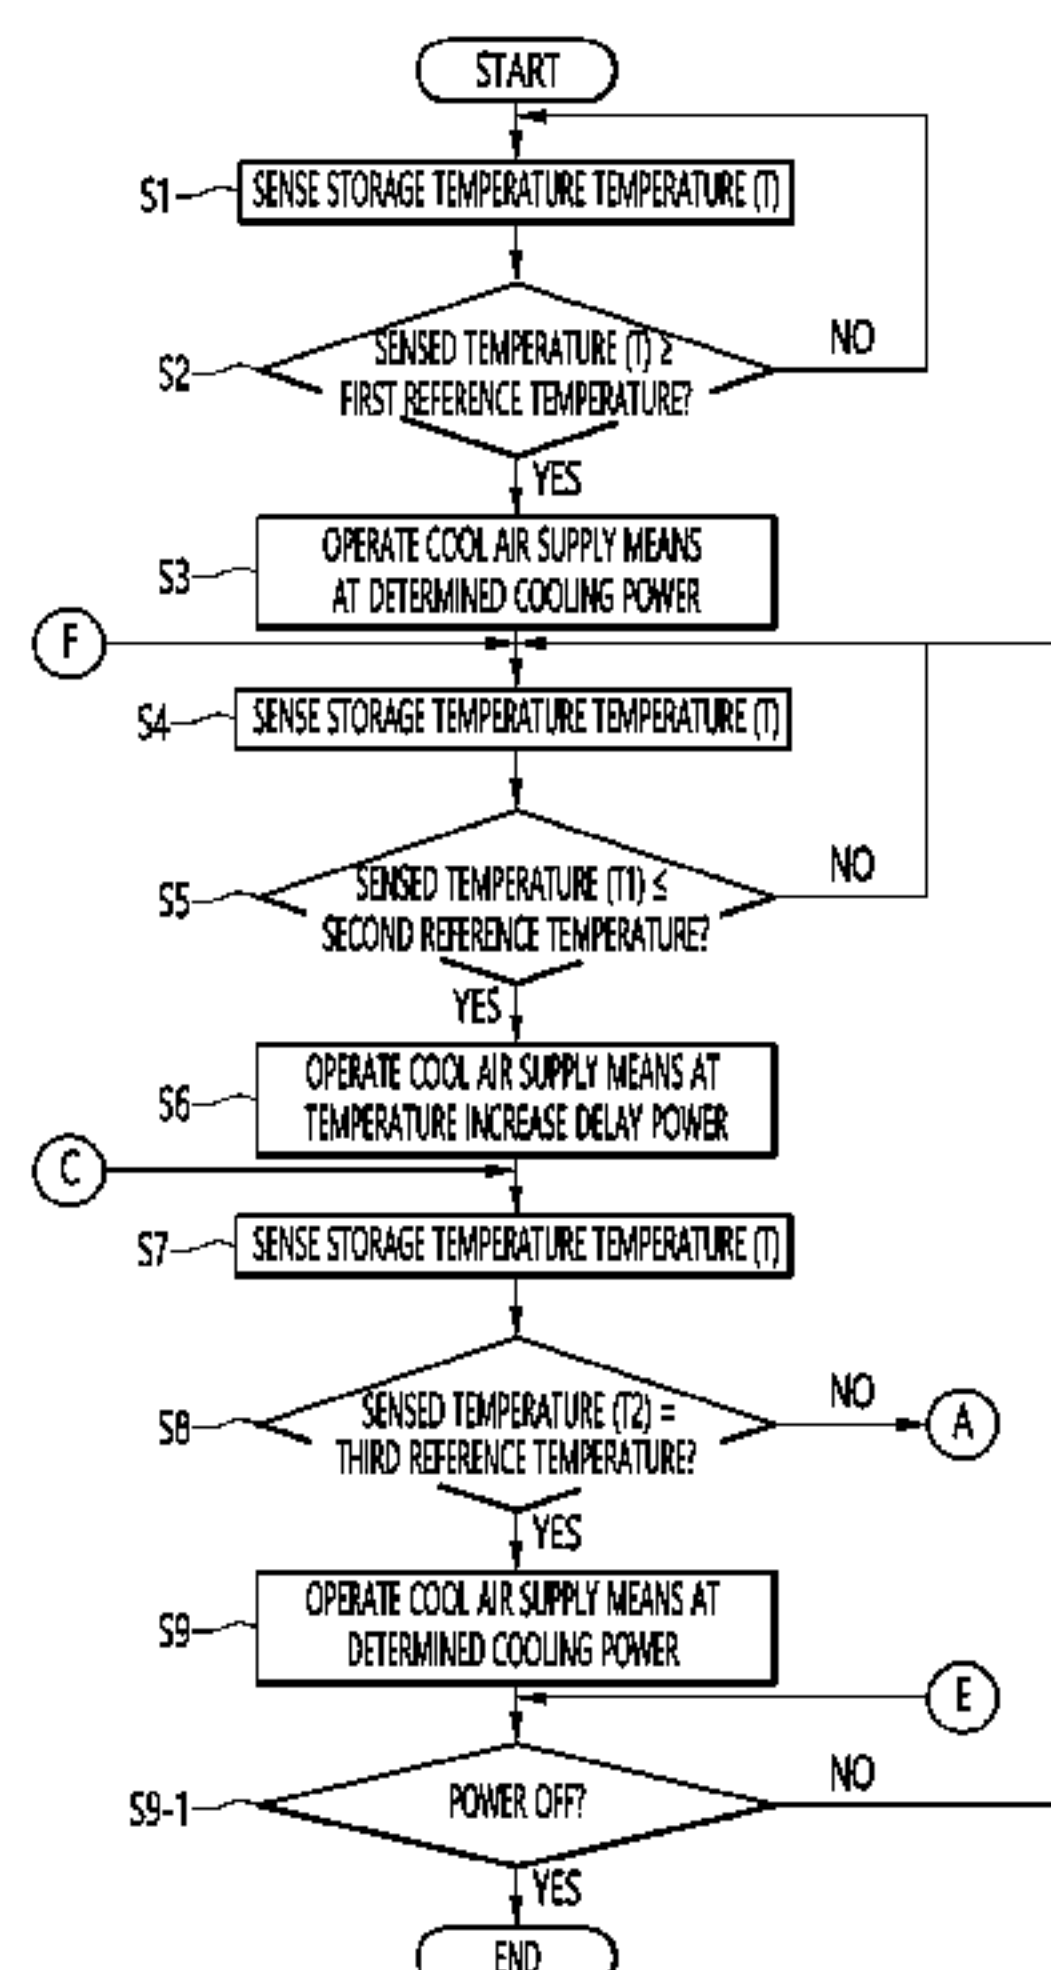 START
S1
SENSE STORAGE TEMPERATURE TEMPERATURE (T)
S2
SENSED TEMPERATURE (T) ≥
FIRST REFERENCE TEMPERATURE?
NO
YES
S3
OPERATE COOL AIR SUPPLY MEANS
AT DETERMINED COOLING POWER
F
S4
SENSE STORAGE TEMPERATURE TEMPERATURE (T)
S5
SENSED TEMPERATURE (T1) ≤
SECOND REFERENCE TEMPERATURE?
NO
YES
S6
OPERATE COOL AIR SUPPLY MEANS AT
TEMPERATURE INCREASE DELAY POWER
C
S7
SENSE STORAGE TEMPERATURE TEMPERATURE (T)
S8
SENSED TEMPERATURE (T2) =
THIRD REFERENCE TEMPERATURE?
NO
A
YES
S9
OPERATE COOL AIR SUPPLY MEANS AT
DETERMINED COOLING POWER
E
S9-1
POWER OFF?
NO
YES
END